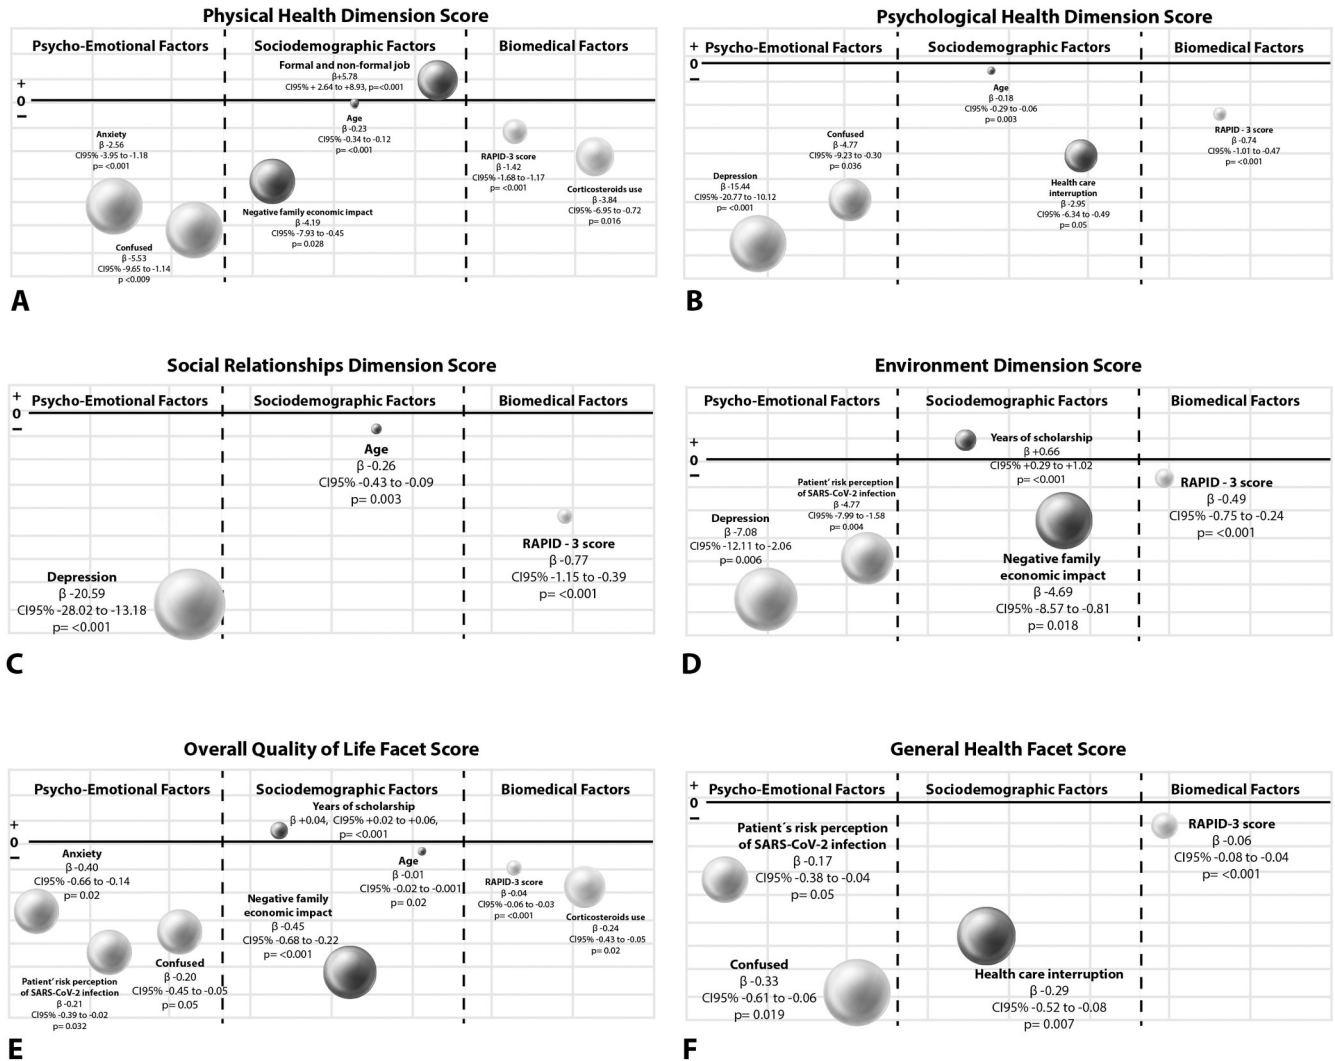 Physical Health Dimension Score
Psycho-Emotional Factors
Sociodemographic Factors
Biomedical Factors
+
0
−
Formal and non-formal job
β+5.78
CI95% + 2.64 to +8.93, p=<0.001
Age
β -0.23
CI95% -0.34 to -0.12
p= <0.001
Anxiety
β -2.56
CI95% -3.95 to -1.18
p= <0.001
RAPID-3 score
β -1.42
CI95% -1.68 to -1.17
p= <0.001
Corticosteroids use
β -3.84
CI95% -6.95 to -0.72
p= 0.016
Negative family economic impact
β -4.19
CI95% -7.93 to -0.45
p= 0.028
Confused
β -5.53
CI95% -9.65 to -1.14
p <0.009
A
Psychological Health Dimension Score
Psycho-Emotional Factors
Sociodemographic Factors
Biomedical Factors
+
0
−
Age
β -0.18
CI95% -0.29 to -0.06
p= 0.003
Confused
β -4.77
CI95% -9.23 to -0.30
p= 0.036
RAPID - 3 score
β -0.74
CI95% -1.01 to -0.47
p= <0.001
Depression
β -15.44
CI95% -20.77 to -10.12
p= <0.001
Health care
interruption
β -2.95
CI95% -6.34 to -0.49
p= 0.05
B
Social Relationships Dimension Score
Psycho-Emotional Factors
Sociodemographic Factors
Biomedical Factors
+
0
−
Age
β -0.26
CI95% -0.43 to -0.09
p= 0.003
RAPID - 3 score
β -0.77
CI95% -1.15 to -0.39
p= <0.001
Depression
β -20.59
CI95% -28.02 to -13.18
p= <0.001
C
Environment Dimension Score
Psycho-Emotional Factors
Sociodemographic Factors
Biomedical Factors
+
0
−
Years of scholarship
β +0.66
CI95% +0.29 to +1.02
p= <0.001
Patient' risk perception
of SARS-CoV-2 infection
β -4.77
CI95% -7.99 to -1.58
p= 0.004
RAPID - 3 score
β -0.49
CI95% -0.75 to -0.24
p= <0.001
Depression
β -7.08
CI95% -12.11 to -2.06
p= 0.006
Negative family
economic impact
β -4.69
CI95% -8.57 to -0.81
p= 0.018
D
Overall Quality of Life Facet Score
Psycho-Emotional Factors
Sociodemographic Factors
Biomedical Factors
+
0
−
Years of scholarship
β +0.04, CI95% +0.02 to +0.06,
p= <0.001
Anxiety
β -0.40
CI95% -0.66 to -0.14
p= 0.02
Age
β -0.01
CI95% -0.02 to -0.001
p= 0.02
RAPID-3 score
β -0.04
CI95% -0.06 to -0.03
p= <0.001
Negative family
economic impact
β -0.45
CI95% -0.68 to -0.22
p= <0.001
Corticosteroids use
β -0.24
CI95% -0.43 to -0.05
p= 0.02
Confused
β -0.20
CI95% -0.45 to -0.05
p= 0.05
Patient' risk perception
of SARS-CoV-2 infection
β -0.21
CI95% -0.39 to -0.02
p= 0.032
E
General Health Facet Score
Psycho-Emotional Factors
Sociodemographic Factors
Biomedical Factors
+
0
−
Patient´s risk perception
of SARS-CoV-2 infection
β -0.17
CI95% -0.38 to -0.04
p= 0.05
RAPID-3 score
β -0.06
CI95% -0.08 to -0.04
p= <0.001
Confused
β -0.33
CI95% -0.61 to -0.06
p= 0.019
Health care interruption
β -0.29
CI95% -0.52 to -0.08
p= 0.007
F